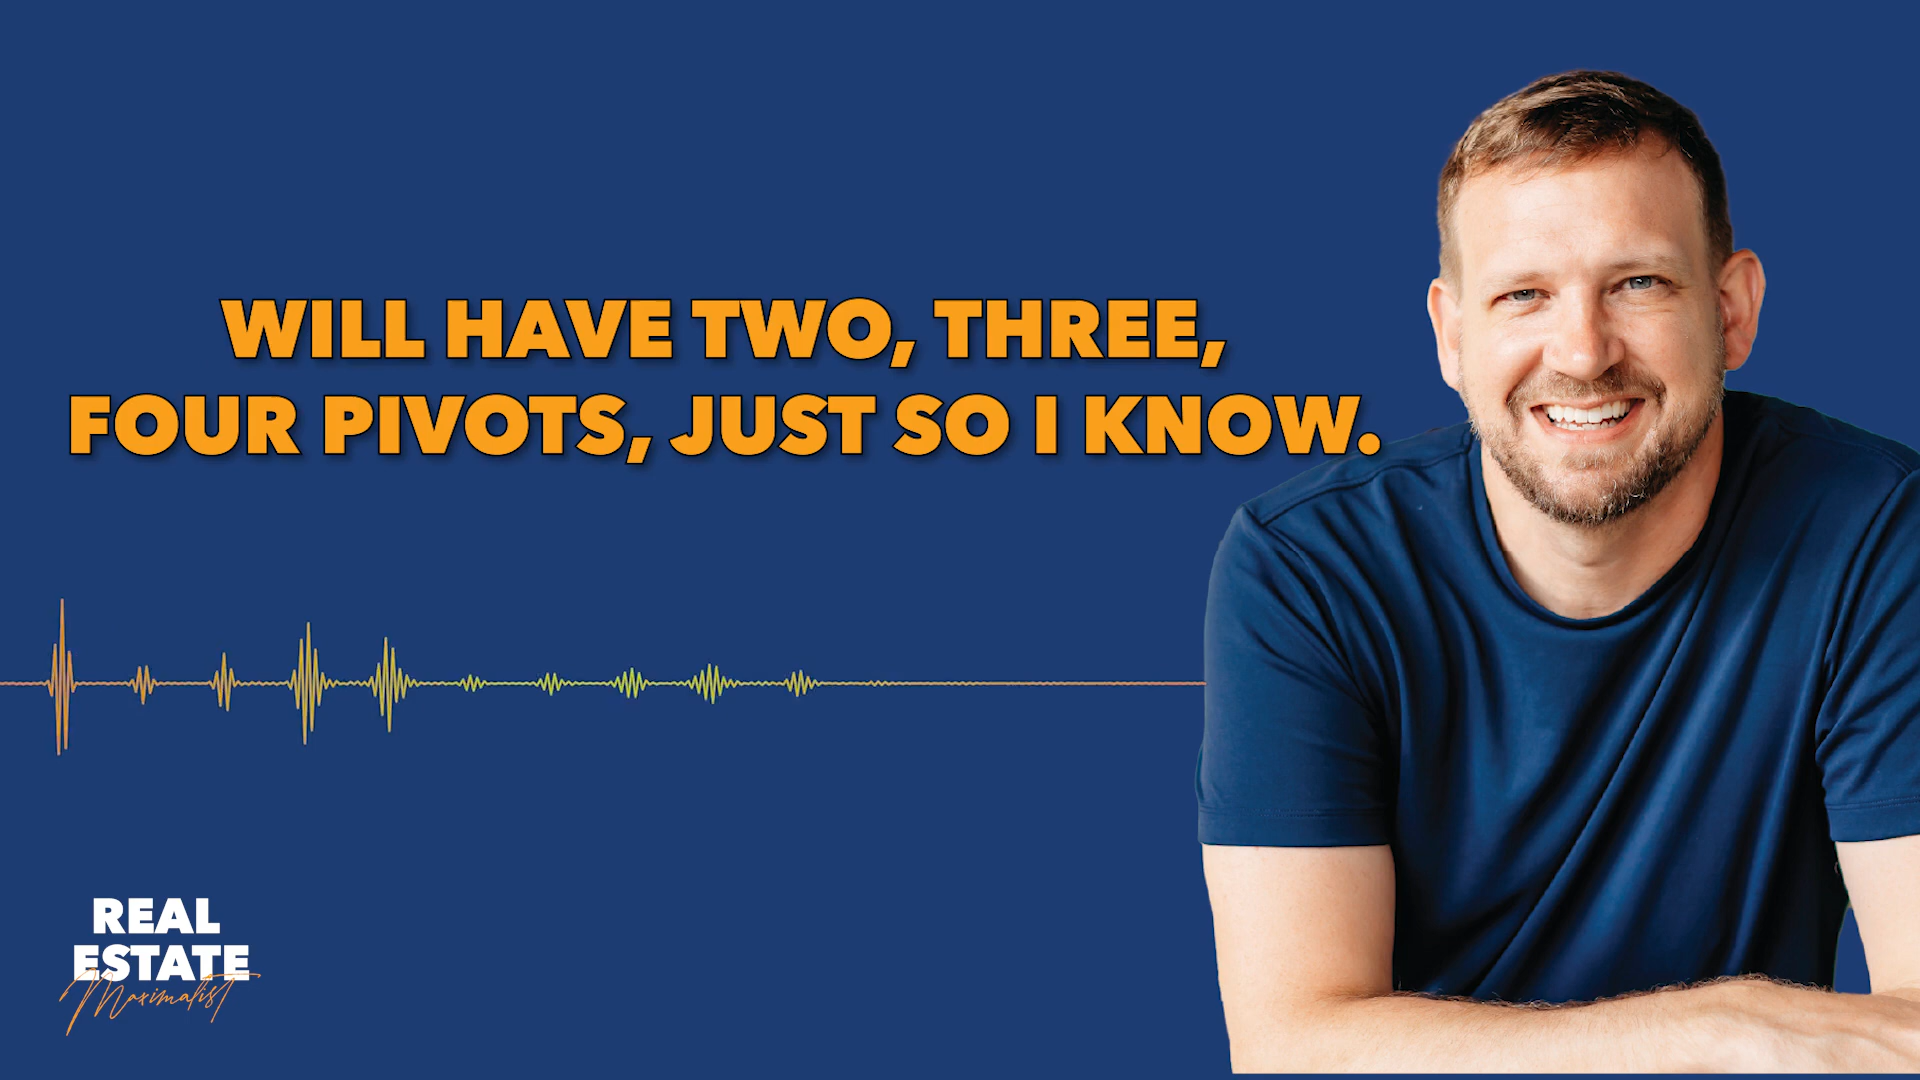 WILL HAVE TWO, THREE,
FOUR PIVOTS, JUST SO I KNOW.
REAL
ESTATE
Maximalist